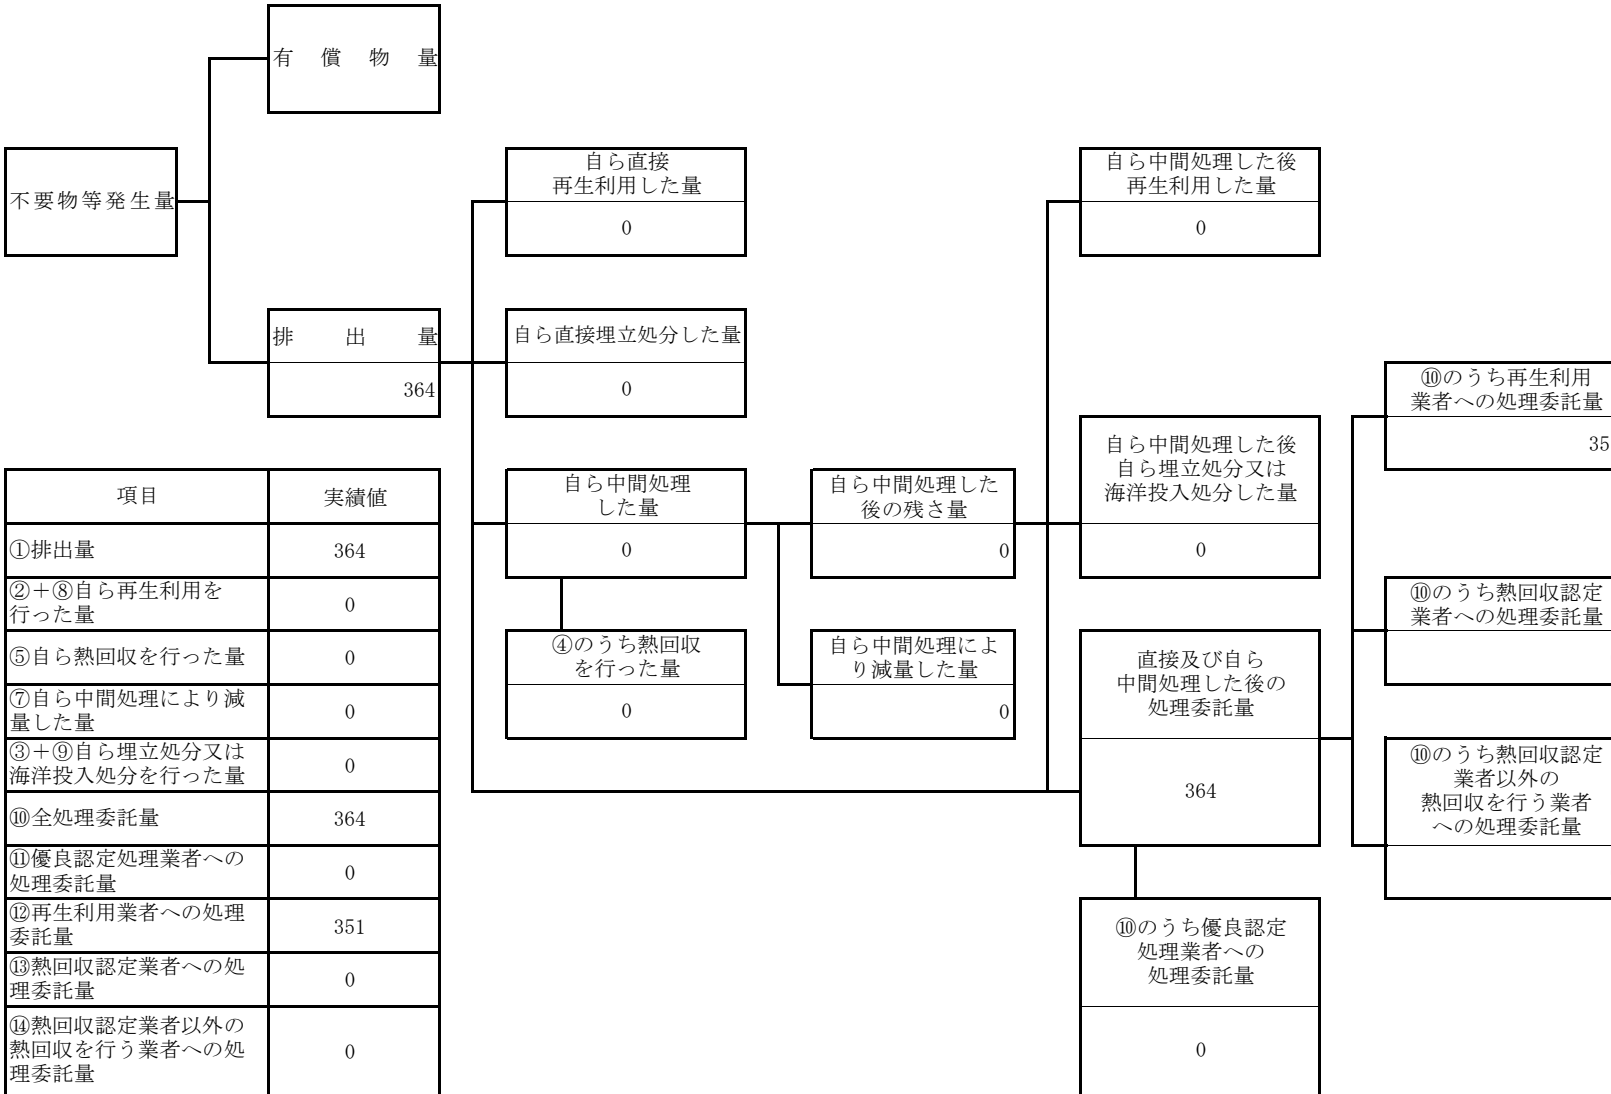 有償物量
不要物等発生量
自ら直接
再生利用した量
0
自ら中間処理した後
再生利用した量
0
排出量
364
自ら直接埋立処分した量
0
⑩のうち再生利用
業者への処理委託量
35
自ら中間処理
した量
0
自ら中間処理した
後の残さ量
0
自ら中間処理した後
自ら埋立処分又は
海洋投入処分した量
0
④のうち熱回収
を行った量
0
自ら中間処理によ
り減量した量
0
直接及び自ら
中間処理した後の
処理委託量
364
⑩のうち熱回収認定
業者への処理委託量
⑩のうち熱回収認定
業者以外の
熱回収を行う業者
への処理委託量
⑩のうち優良認定
処理業者への
処理委託量
0
項目 実績値
①排出量 364
②+⑧自ら再生利用を
行った量 0
⑤自ら熱回収を行った量 0
⑦自ら中間処理により減
量した量 0
③+⑨自ら埋立処分又は
海洋投入処分を行った量 0
⑩全処理委託量 364
⑪優良認定処理業者への
処理委託量 0
⑫再生利用業者への処理
委託量 351
⑬熱回収認定業者への処
理委託量 0
⑭熱回収認定業者以外の
熱回収を行う業者への処
理委託量 0